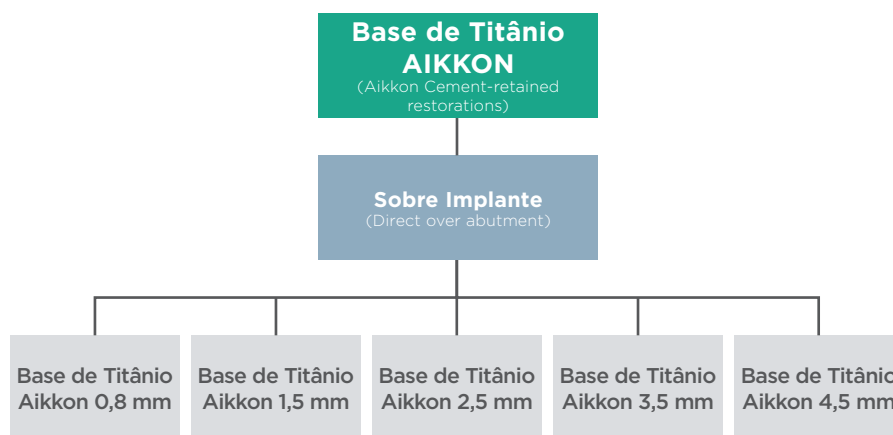 Base de Titânio
AIKKON
(Aikkon Cement-retained
restorations)
Sobre Implante
(Direct over abutment)
Base de Titânio
Aikkon 0,8 mm
Base de Titânio
Aikkon 1,5 mm
Base de Titânio
Aikkon 2,5 mm
Base de Titânio
Aikkon 3,5 mm
Base de Titânio
Aikkon 4,5 mm